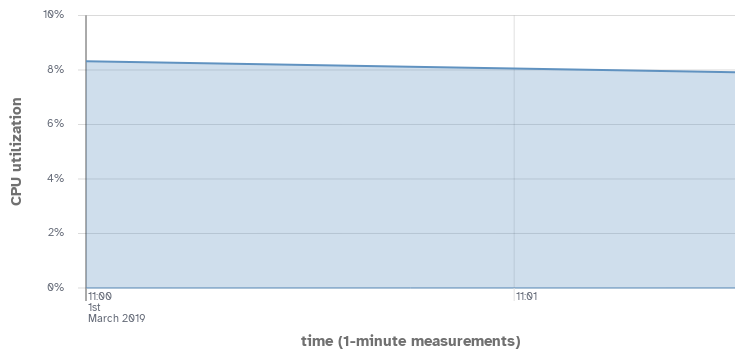 10%
8%
6%
4%
2%
0%
CPU utilization
11:00
1st
March 2019
11:01
time (1-minute measurements)